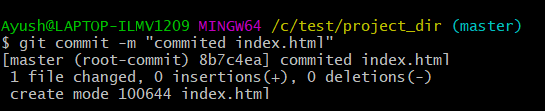 Ayush@LAPTOP-ILMV1209 MINGW64 /c/test/project_dir (master)
$ git commit -m "commited index.html"
[master (root-commit) 8b7c4ea] commited index.html
 1 file changed, 0 insertions(+), 0 deletions(-)
 create mode 100644 index.html